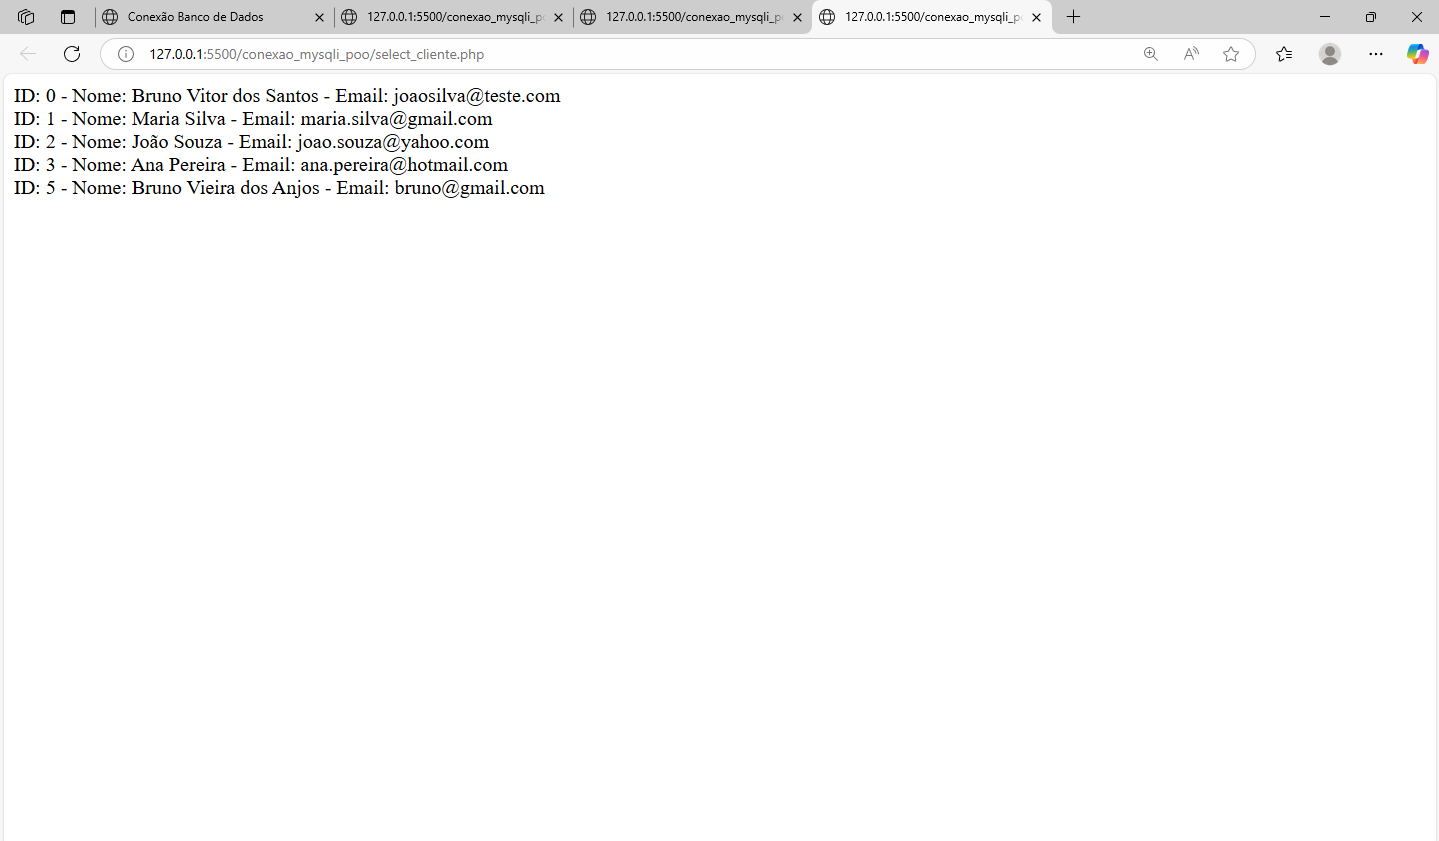 Conexão Banco de Dados
127.0.0.1:5500/conexao_mysqli_po
127.0.0.1:5500/conexao_mysqli_po
127.0.0.1:5500/conexao_mysqli_po
127.0.0.1:5500/conexao_mysqli_poo/select_cliente.php
ID: 0 - Nome: Bruno Vitor dos Santos - Email: joaosilva@teste.com
ID: 1 - Nome: Maria Silva - Email: maria.silva@gmail.com
ID: 2 - Nome: João Souza - Email: joao.souza@yahoo.com
ID: 3 - Nome: Ana Pereira - Email: ana.pereira@hotmail.com
ID: 5 - Nome: Bruno Vieira dos Anjos - Email: bruno@gmail.com